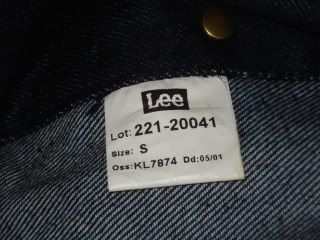 Lee
Lot: 221-20041
Size: S
Oss: KL7874 Dd: 05/01